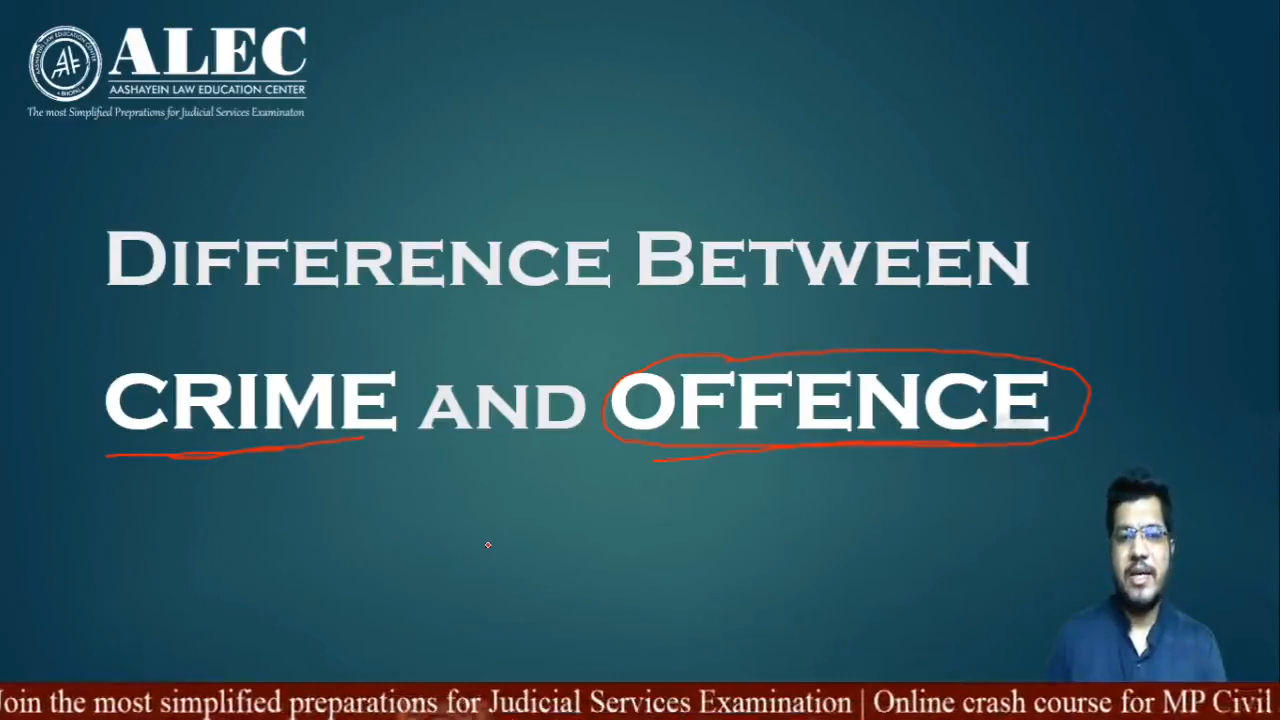 ALEC
AASHAYEIN LAW EDUCATION CENTER
The most Simplified Preprations for Judicial Services Examinaton
DIFFERENCE BETWEEN
CRIME AND OFFENCE
Join the most simplified preparations for Judicial Services Examination | Online crash course for MP Civil